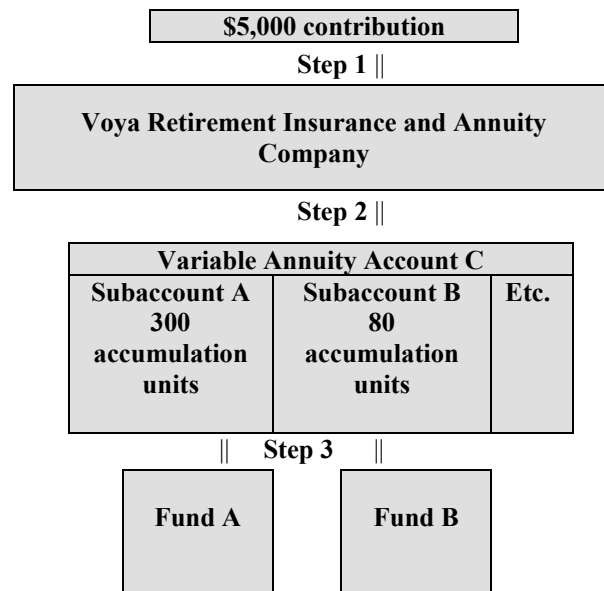 $5,000 contribution
Step 1 ||
Voya Retirement Insurance and Annuity
Company
Step 2 ||
Variable Annuity Account C
Subaccount A
300
accumulation
units
Subaccount B
80
accumulation
units
Etc.
|| Step 3 ||
Fund A
Fund B